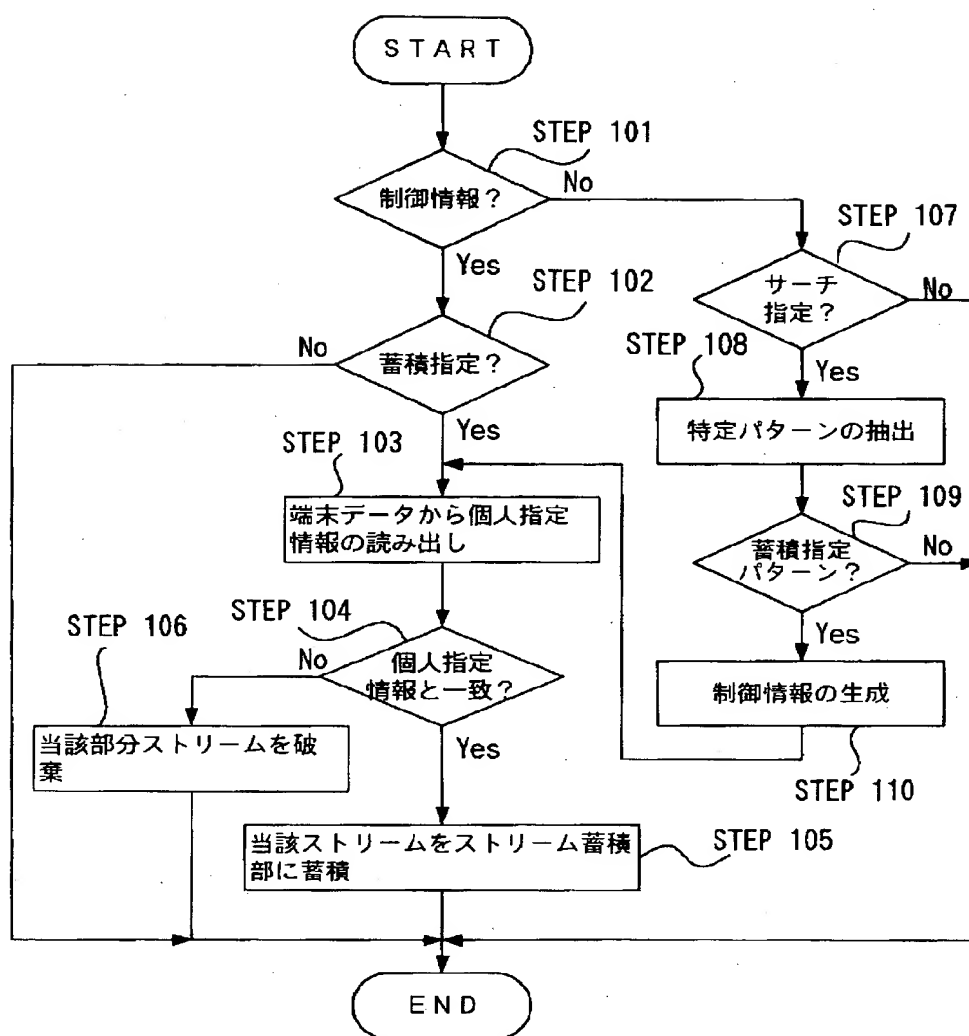 START
STEP 101
制御情報？
No
Yes
STEP 107
サーチ
指定？
No
STEP 102
蓄積指定？
No
Yes
STEP 108
Yes
特定パターンの抽出
STEP 103
端末データから個人指定
情報の読み出し
STEP 109
蓄積指定
パターン？
No
Yes
STEP 104
個人指定
情報と一致？
No
Yes
STEP 106
当該部分ストリームを破
棄
制御情報の生成
STEP 110
当該ストリームをストリーム蓄積
部に蓄積
STEP 105
END